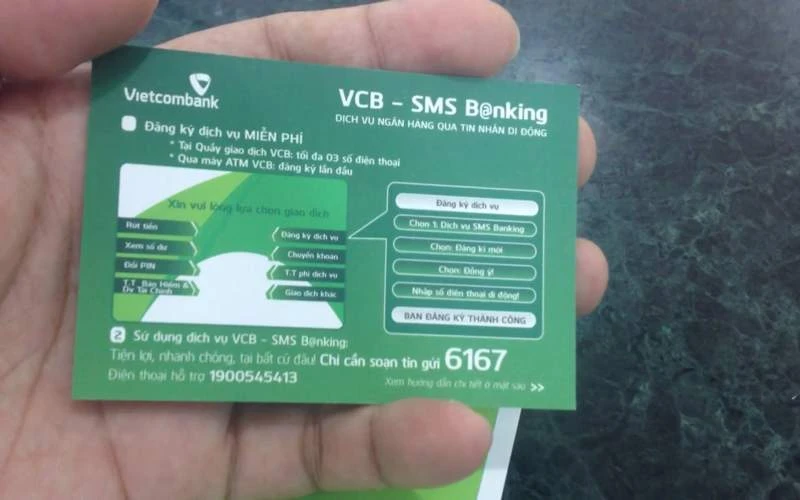 Vietcombank
VCB - SMS B@nking
DỊCH VỤ NGÂN HÀNG QUA TIN NHẮN DI ĐỘNG
Đăng ký dịch vụ MIỄN PHÍ
* Tại Quầy giao dịch VCB: tối đa 03 số điện thoại
* Qua máy ATM VCB: đăng ký lần đầu
Xin vui lòng lựa chọn giao dịch
Rút tiền
Xem số dư
Đổi PIN
T.T Bảo Hiểm &
Dv Tài Chính
Đăng ký dịch vụ
Chuyển khoản
T.T phí dịch vụ
Giao dịch khác
Đăng ký dịch vụ
Chọn 1: Dịch vụ SMS Banking
Chọn: Đăng kí mới
Chọn: Đồng ý!
Nhập số điện thoại di động!
BẠN ĐĂNG KÝ THÀNH CÔNG
2 Sử dụng dịch vụ VCB - SMS B@nking:
Tiện lợi, nhanh chóng, tại bất cứ đâu! Chỉ cần soạn tin gửi 6167
Điện thoại hỗ trợ 1900545413
Xem hướng dẫn chi tiết ở mặt sau >>